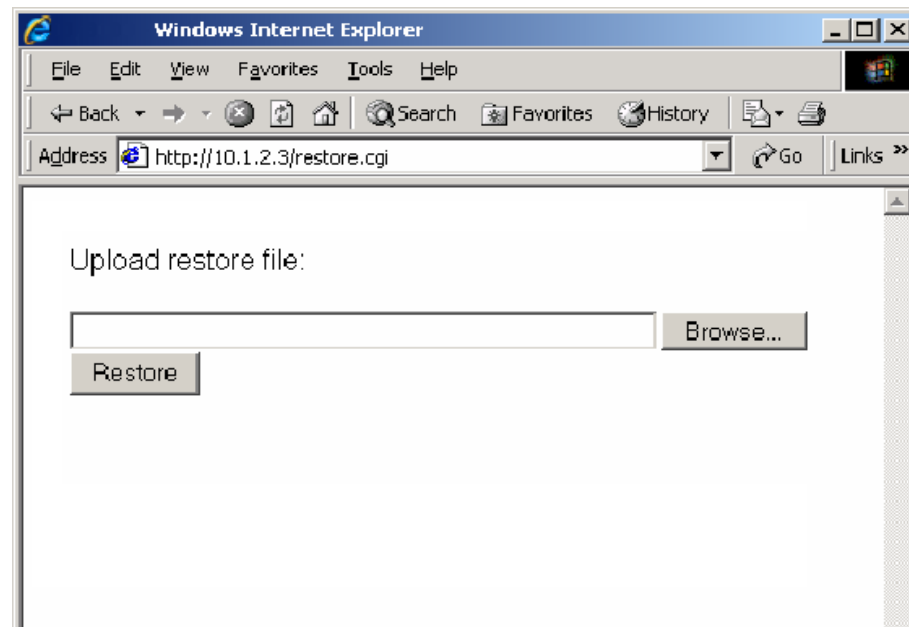 Windows Internet Explorer
File Edit View Favorites Tools Help
Back Search Favorites History
Address http://10.1.2.3/restore.cgi Go Links »
Upload restore file:
Browse...
Restore